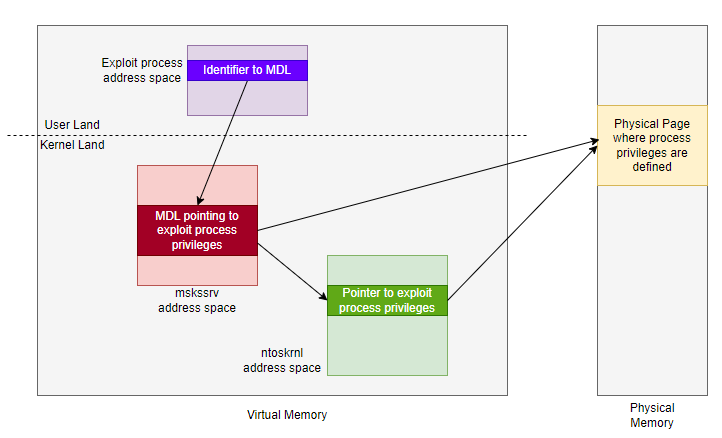 Exploit process
address space
Identifier to MDL
User Land
Kernel Land
MDL pointing to
exploit process
privileges
mskssrv
address space
Pointer to exploit
process privileges
ntoskrnl
address space
Virtual Memory
Physical Page
where process
privileges are
defined
Physical
Memory